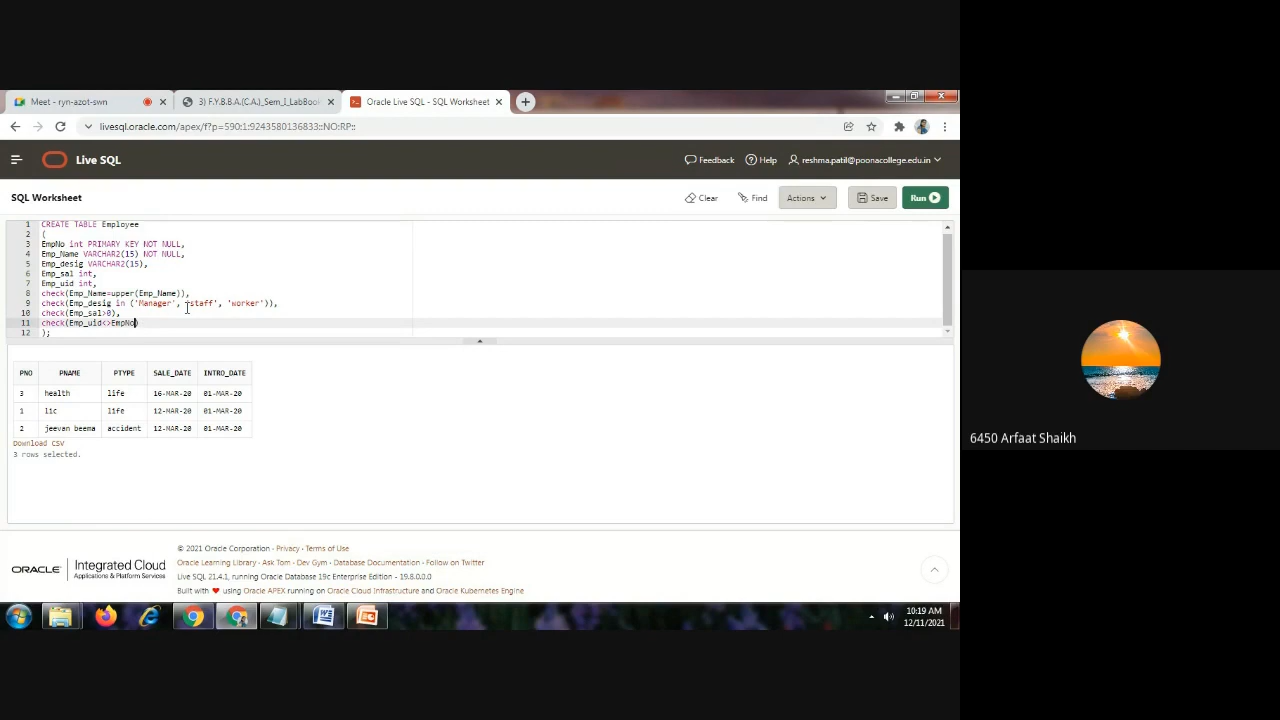 Meet - ryn-azot-swn
3) F.Y.B.B.A.(C.A.)_Sem_I_LabBook
Oracle Live SQL - SQL Worksheet
livesql.oracle.com/apex/f?p=590:1:9243580136833::NO:RP::
Live SQL
Feedback
Help
reshma.patil@poonacollege.edu.in
SQL Worksheet
Clear
Find
Actions
Save
Run
1 CREATE TABLE Employee
2 (
3 EmpNo int PRIMARY KEY NOT NULL,
4 Emp_Name VARCHAR2(15) NOT NULL,
5 Emp_desig VARCHAR2(15),
6 Emp_sal int,
7 Emp_uid int,
8 check(Emp_Name=upper(Emp_Name)),
9 check(Emp_desig in ('Manager', 'staff', 'worker')),
10 check(Emp_sal>0),
11 check(Emp_uid<>EmpNo)
12 );
PNO PNAME PTYPE SALE_DATE INTRO_DATE
3 health life 16-MAR-20 01-MAR-20
1 lic life 12-MAR-20 01-MAR-20
2 jeevan beema accident 12-MAR-20 01-MAR-20
Download CSV
3 rows selected.
ORACLE
Integrated Cloud
Applications & Platform Services
© 2021 Oracle Corporation · Privacy · Terms of Use
Oracle Learning Library · Ask Tom · Dev Gym · Database Documentation · Follow on Twitter
Live SQL 21.4.1, running Oracle Database 19c Enterprise Edition - 19.8.0.0.0
Built with ♥ using Oracle APEX running on Oracle Cloud Infrastructure and Oracle Kubernetes Engine
10:19 AM
12/11/2021
6450 Arfaat Shaikh